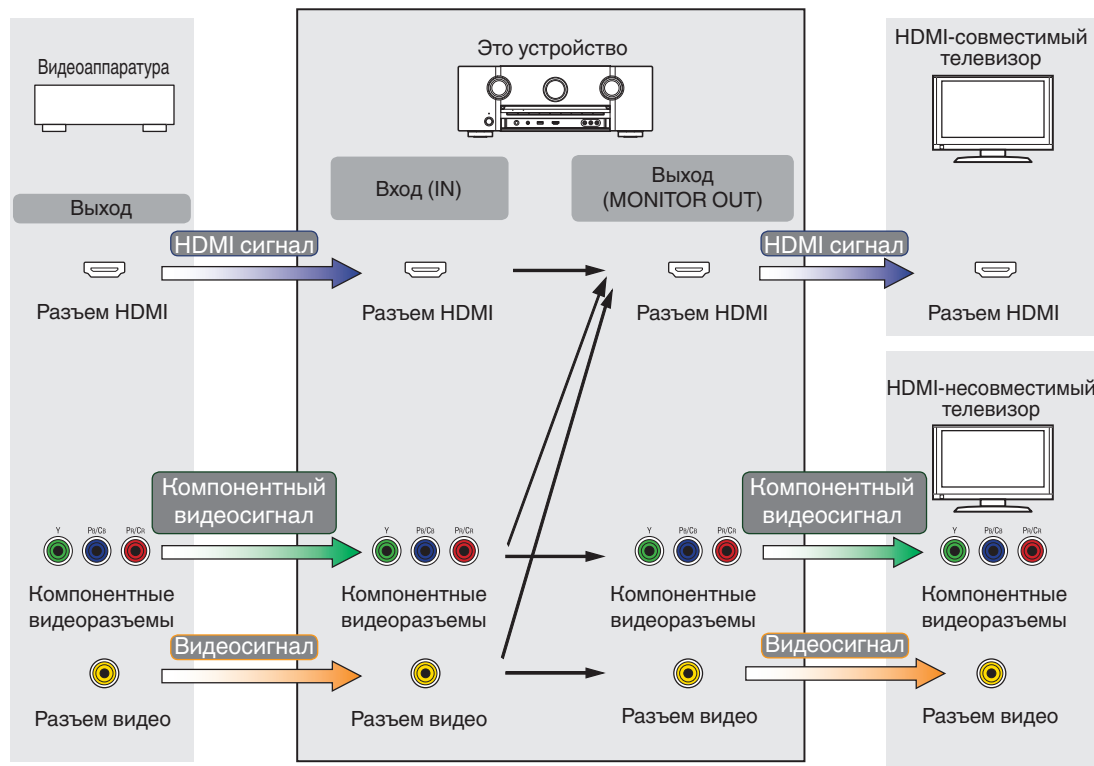 Видеоаппаратура
Это устройство
HDMI-совместимый
телевизор
Выход
Вход (IN)
Выход
(MONITOR OUT)
HDMI сигнал
HDMI сигнал
Разъем HDMI
Разъем HDMI
Разъем HDMI
Разъем HDMI
HDMI-несовместимый
телевизор
Компонентный
видеосигнал
Компонентный
видеосигнал
Y PB/CB PR/CR
Y PB/CB PR/CR
Y PB/CB PR/CR
Y PB/CB PR/CR
Компонентные
видеоразъемы
Компонентные
видеоразъемы
Компонентные
видеоразъемы
Компонентные
видеоразъемы
Видеосигнал
Видеосигнал
Разъем видео
Разъем видео
Разъем видео
Разъем видео